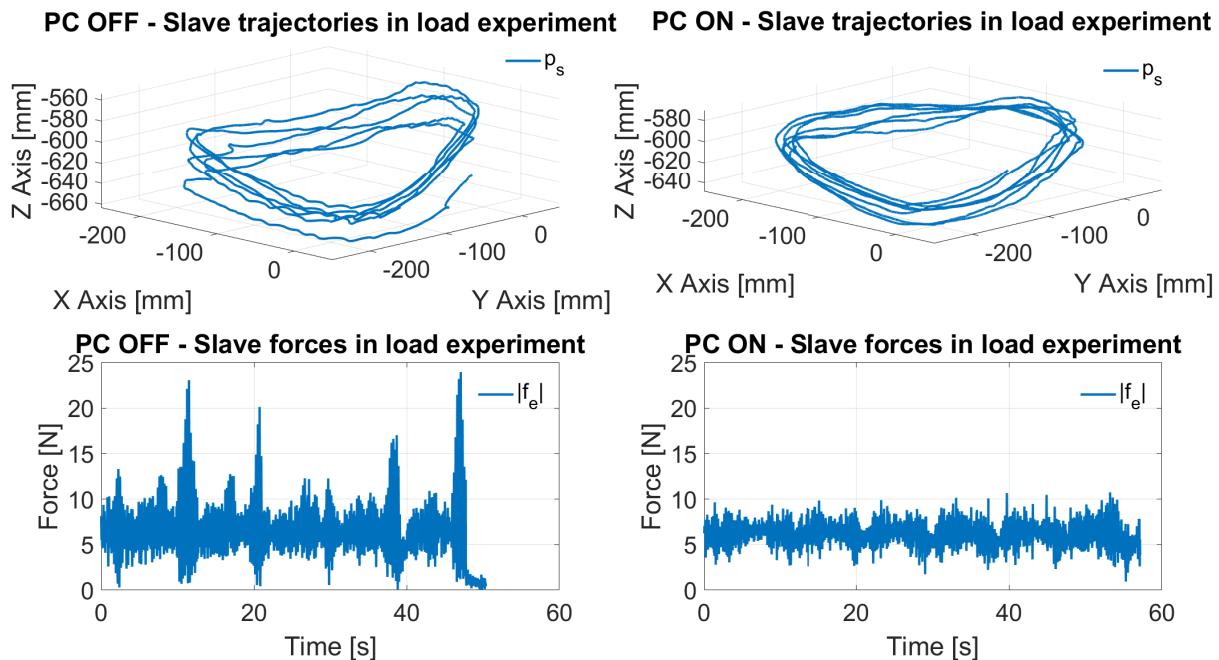 PC OFF - Slave trajectories in load experiment
p_s
-560
-580
-600
-620
-640
-660
Z Axis [mm]
-200
-100
0
X Axis [mm]
-200
-100
0
Y Axis [mm]
PC ON - Slave trajectories in load experiment
p_s
-580
-600
-620
-640
Z Axis [mm]
-200
-100
0
X Axis [mm]
-200
-100
0
Y Axis [mm]
PC OFF - Slave forces in load experiment
|f_e|
25
20
15
10
5
0
Force [N]
0 20 40 60
Time [s]
PC ON - Slave forces in load experiment
|f_e|
25
20
15
10
5
0
Force [N]
0 20 40 60
Time [s]